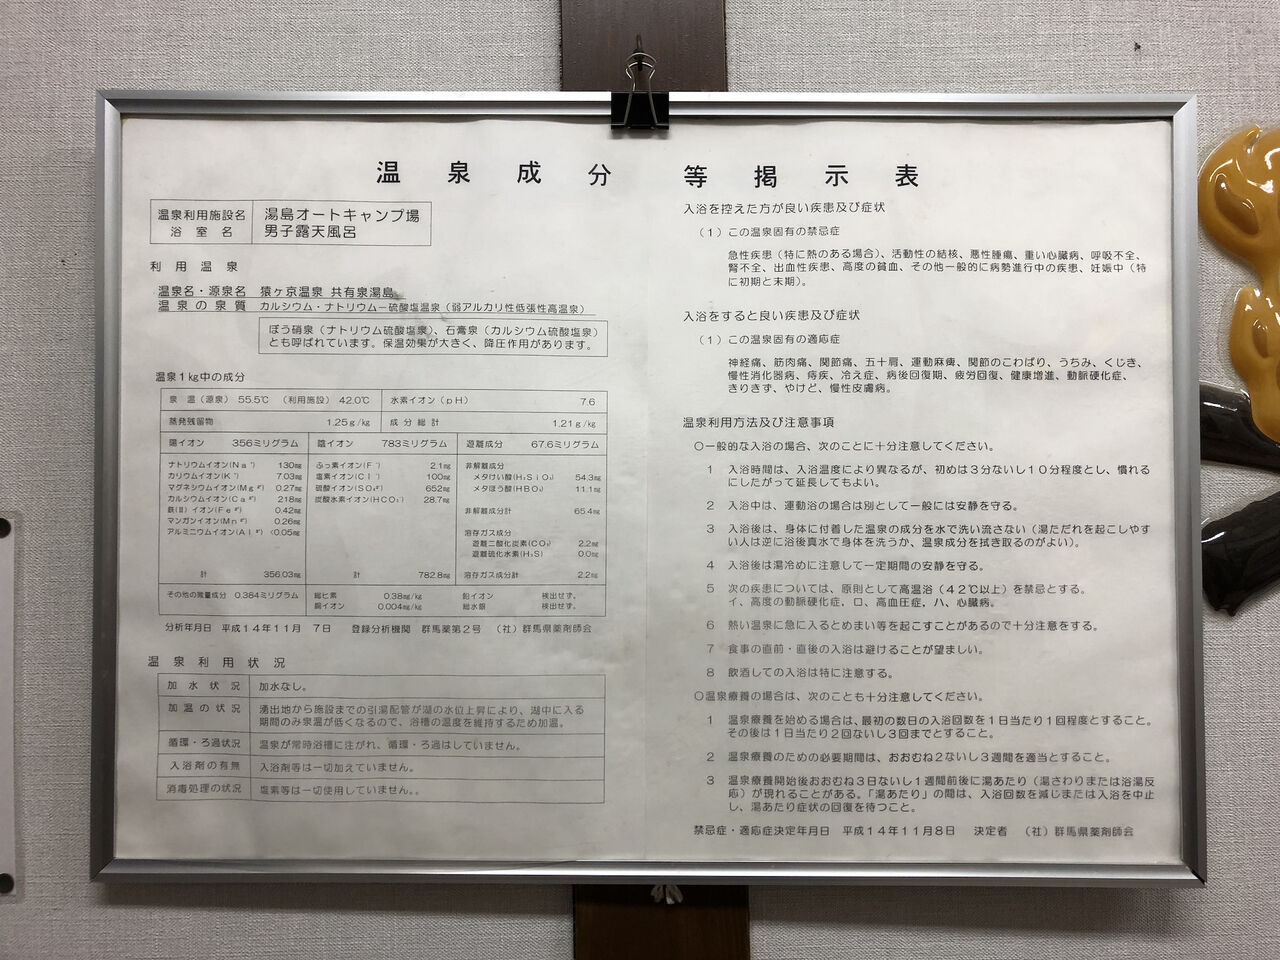 温泉成分等掲示表
温泉利用施設名 湯島オートキャンプ場
浴室名 男子露天風呂
利用温泉
温泉名・源泉名 猿ヶ京温泉 共有泉湯島
温泉の泉質 カルシウム・ナトリウム－硫酸塩温泉（弱アルカリ性低張性高温泉）
ぼう硝泉（ナトリウム硫酸塩泉）、石膏泉（カルシウム硫酸塩泉）
とも呼ばれています。保温効果が大きく、降圧作用があります。
温泉1kg中の成分
泉温（源泉） 55.5℃ （利用施設） 42.0℃ 水素イオン（pH） 7.6
蒸発残留物 1.25g/kg 成分総計 1.21g/kg
陽イオン 356ミリグラム 陰イオン 783ミリグラム 遊離成分 67.6ミリグラム
ナトリウムイオン(Na⁺) 130mg
カリウムイオン(K⁺) 7.03mg
マグネシウムイオン(Mg²⁺) 0.27mg
カルシウムイオン(Ca²⁺) 218mg
鉄(Ⅱ)イオン(Fe²⁺) 0.42mg
マンガンイオン(Mn²⁺) 0.26mg
アルミニウムイオン(Al³⁺) <0.05mg
計 356.03mg
ふっ素イオン(F⁻) 2.1mg
塩素イオン(Cl⁻) 100mg
硫酸イオン(SO₄²⁻) 652mg
炭酸水素イオン(HCO₃⁻) 28.7mg
計 782.8mg
非解離成分
メタけい酸(H₂SiO₃) 54.3mg
メタほう酸(HBO₂) 11.1mg
非解離成分計 65.4mg
溶存ガス成分
遊離二酸化炭素(CO₂) 2.2mg
遊離硫化水素(H₂S) 0.0mg
溶存ガス成分計 2.2mg
その他の微量成分 0.384ミリグラム 総ヒ素 0.38mg/kg 鉛イオン 検出せず。
銅イオン 0.004mg/kg 総水銀 検出せず。
分析年月日 平成14年11月 7日 登録分析機関 群馬薬第2号 （社）群馬県薬剤師会
温泉利用状況
加水状況 加水なし。
加温の状況 湧出地から施設までの引湯配管が湖の水位上昇により、湖中に入る
期間のみ泉温が低くなるので、浴槽の温度を維持するため加温。
循環・ろ過状況 温泉が常時浴槽に注がれ、循環・ろ過はしていません。
入浴剤の有無 入浴剤等は一切加えていません。
消毒処理の状況 塩素等は一切使用していません。。
入浴を控えた方が良い疾患及び症状
（1）この温泉固有の禁忌症
急性疾患（特に熱のある場合）、活動性の結核、悪性腫瘍、重い心臓病、呼吸不全、
腎不全、出血性疾患、高度の貧血、その他一般的に病勢進行中の疾患、妊娠中（特
に初期と末期）。
入浴をすると良い疾患及び症状
（1）この温泉固有の適応症
神経痛、筋肉痛、関節痛、五十肩、運動麻痺、関節のこわばり、うちみ、くじき、
慢性消化器病、痔疾、冷え症、病後回復期、疲労回復、健康増進、動脈硬化症、
きりきず、やけど、慢性皮膚病。
温泉利用方法及び注意事項
○一般的な入浴の場合、次のことに十分注意してください。
1 入浴時間は、入浴温度により異なるが、初めは3分ないし10分程度とし、慣れる
にしたがって延長してもよい。
2 入浴中は、運動浴の場合は別として一般には安静を守る。
3 入浴後は、身体に付着した温泉の成分を水で洗い流さない（湯ただれを起こしやす
い人は逆に浴後真水で身体を洗うか、温泉成分を拭き取るのがよい）。
4 入浴後は湯冷めに注意して一定期間の安静を守る。
5 次の疾患については、原則として高温浴（42℃以上）を禁忌とする。
イ、高度の動脈硬化症、ロ、高血圧症、ハ、心臓病。
6 熱い温泉に急に入るとめまい等を起こすことがあるので十分注意をする。
7 食事の直前・直後の入浴は避けることが望ましい。
8 飲酒しての入浴は特に注意する。
○温泉療養の場合は、次のことも十分注意してください。
1 温泉療養を始める場合は、最初の数日の入浴回数を1日当たり1回程度とすること。
その後は1日当たり2回ないし3回までとすること。
2 温泉療養のための必要期間は、おおむね2ないし3週間を適当とすること。
3 温泉療養開始後おおむね3日ないし1週間前後に湯あたり（湯さわりまたは浴湯反
応）が現れることがある。「湯あたり」の間は、入浴回数を減じまたは入浴を中止
し、湯あたり症状の回復を待つこと。
禁忌症・適応症決定年月日 平成14年11月8日 決定者 （社）群馬県薬剤師会